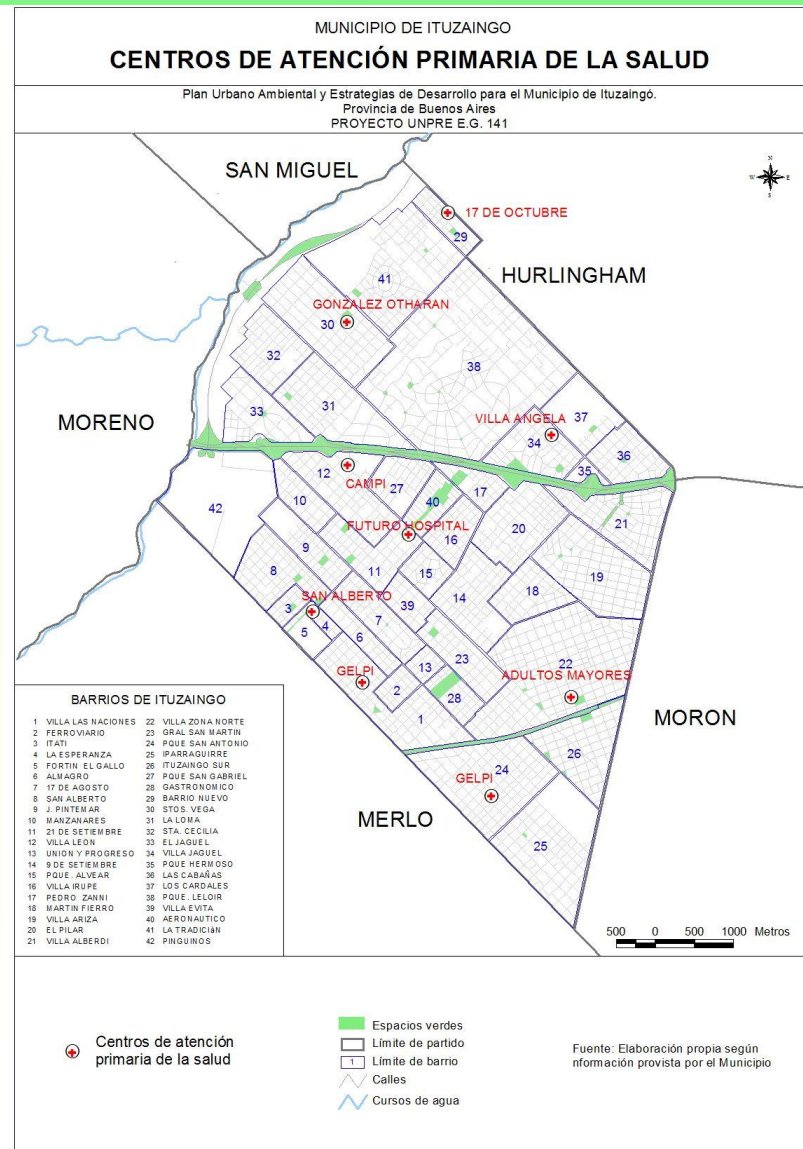 MUNICIPIO DE ITUZAINGO
CENTROS DE ATENCIÓN PRIMARIA DE LA SALUD
Plan Urbano Ambiental y Estrategias de Desarrollo para el Municipio de Ituzaingó.
Provincia de Buenos Aires
PROYECTO UNPRE E.G. 141
SAN MIGUEL
N
W E
S
17 DE OCTUBRE
29
HURLINGHAM
41
GONZALEZ OTHARAN
30
38
32
31
33
MORENO
VILLA ANGELA
37
34
36
35
12
CAMPI
27
17
40
42
10
21
FUTURO HOSPITAL
20
16
9
11
15
8
19
18
14
SAN ALBERTO
3
39
5
4
7
6
23
13
22
GELPI
ADULTOS MAYORES
2
28
1
MORON
26
24
GELPI
MERLO
25
BARRIOS DE ITUZAINGO
1 VILLA LAS NACIONES 22 VILLA ZONA NORTE
2 FERROVIARIO 23 GRAL SAN MARTIN
3 ITATI 24 PQUE SAN ANTONIO
4 LA ESPERANZA 25 IPARRAGUIRRE
5 FORTIN EL GALLO 26 ITUZAINGO SUR
6 ALMAGRO 27 PQUE SAN GABRIEL
7 17 DE AGOSTO 28 GASTRONOMICO
8 SAN ALBERTO 29 BARRIO NUEVO
9 J. PINTEMAR 30 STOS. VEGA
10 MANZANARES 31 LA LOMA
11 21 DE SETIEMBRE 32 STA. CECILIA
12 VILLA LEON 33 EL JAGUEL
13 UNION Y PROGRESO 34 VILLA JAGUEL
14 9 DE SETIEMBRE 35 PQUE HERMOSO
15 PQUE. ALVEAR 36 LAS CABAÑAS
16 VILLA IRUPE 37 LOS CARDALES
17 PEDRO ZANNI 38 PQUE. LELOIR
18 MARTIN FIERRO 39 VILLA EVITA
19 VILLA ARIZA 40 AERONAUTICO
20 EL PILAR 41 LA TRADICIàN
21 VILLA ALBERDI 42 PINGUINOS
500 0 500 1000 Metros
Centros de atención
primaria de la salud
Espacios verdes
Límite de partido
1 Límite de barrio
Calles
Cursos de agua
Fuente: Elaboración propia según
nformación provista por el Municipio